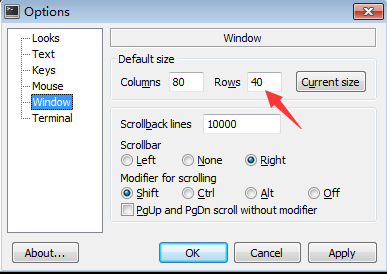 Options
Looks
Text
Keys
Mouse
Window
Terminal
Window
Default size
Columns 80 Rows 40 Current size
Scrollback lines 10000
Scrollbar
Left None Right
Modifier for scrolling
Shift Ctrl Alt Off
PgUp and PgDn scroll without modifier
About... OK Cancel Apply